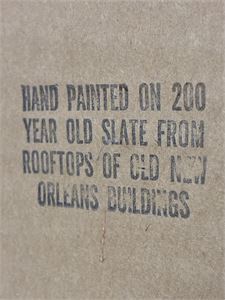 HAND PAINTED ON 200
YEAR OLD SLATE FROM
ROOFTOPS OF OLD NEW
ORLEANS BUILDINGS